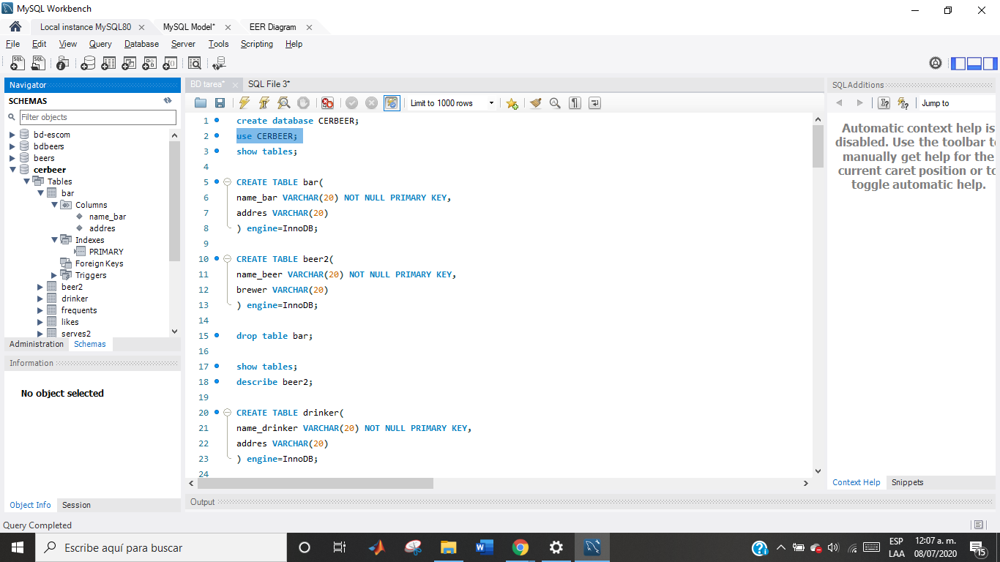 MySQL Workbench
Local instance MySQL80 MySQL Model* EER Diagram
File Edit View Query Database Server Tools Scripting Help
Navigator
SCHEMAS
Filter objects
bd-escom
bdbeers
beers
cerbeer
Tables
bar
Columns
name_bar
addres
Indexes
PRIMARY
Foreign Keys
Triggers
beer2
drinker
frequents
likes
serves2
Administration Schemas
Information
No object selected
Object Info Session
BD tarea* SQL File 3*
Limit to 1000 rows
1 create database CERBEER;
2 use CERBEER;
3 show tables;
4
5 CREATE TABLE bar(
6 name_bar VARCHAR(20) NOT NULL PRIMARY KEY,
7 addres VARCHAR(20)
8 ) engine=InnoDB;
9
10 CREATE TABLE beer2(
11 name_beer VARCHAR(20) NOT NULL PRIMARY KEY,
12 brewer VARCHAR(20)
13 ) engine=InnoDB;
14
15 drop table bar;
16
17 show tables;
18 describe beer2;
19
20 CREATE TABLE drinker(
21 name_drinker VARCHAR(20) NOT NULL PRIMARY KEY,
22 addres VARCHAR(20)
23 ) engine=InnoDB;
24
Output
SQLAdditions
Jump to
Automatic context help is
disabled. Use the toolbar to
manually get help for the
current caret position or to
toggle automatic help.
Context Help Snippets
Query Completed
Escribe aquí para buscar
ESP
LAA
12:07 a. m.
08/07/2020
15